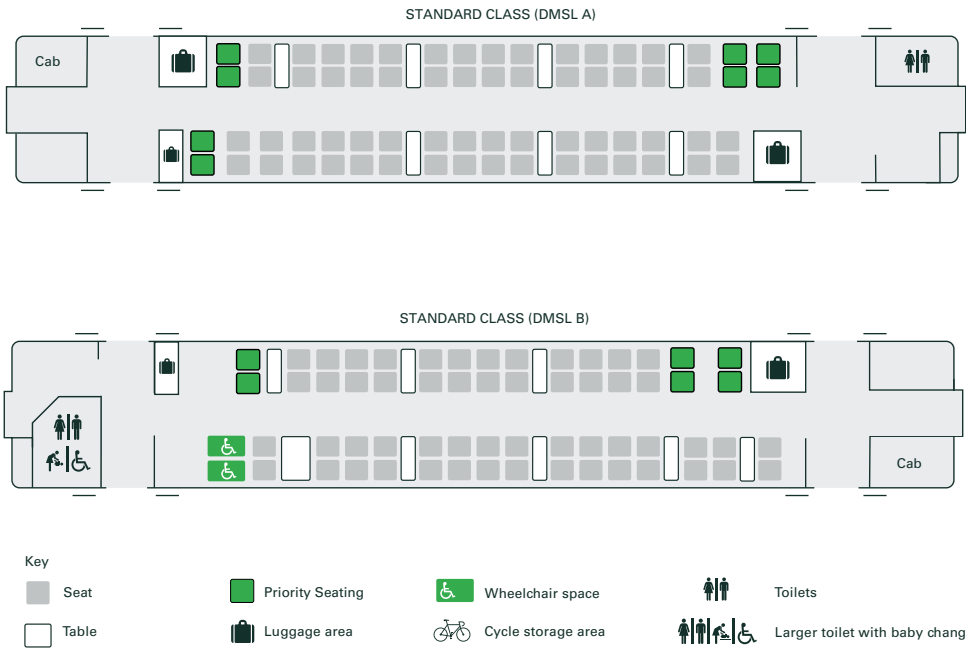 STANDARD CLASS (DMSL A)
Cab
STANDARD CLASS (DMSL B)
Cab
Key
Seat
Priority Seating
Wheelchair space
Toilets
Table
Luggage area
Cycle storage area
Larger toilet with baby chang